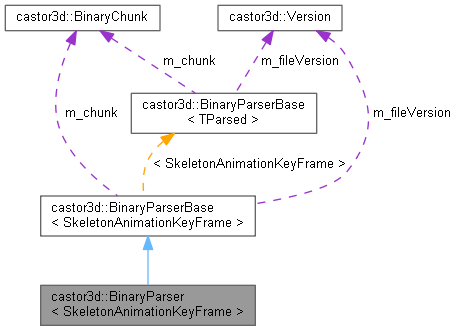 castor3d::BinaryChunk
castor3d::Version
m_chunk
m_fileVersion
castor3d::BinaryParserBase
< TParsed >
m_chunk
m_fileVersion
< SkeletonAnimationKeyFrame >
castor3d::BinaryParserBase
< SkeletonAnimationKeyFrame >
castor3d::BinaryParser
< SkeletonAnimationKeyFrame >